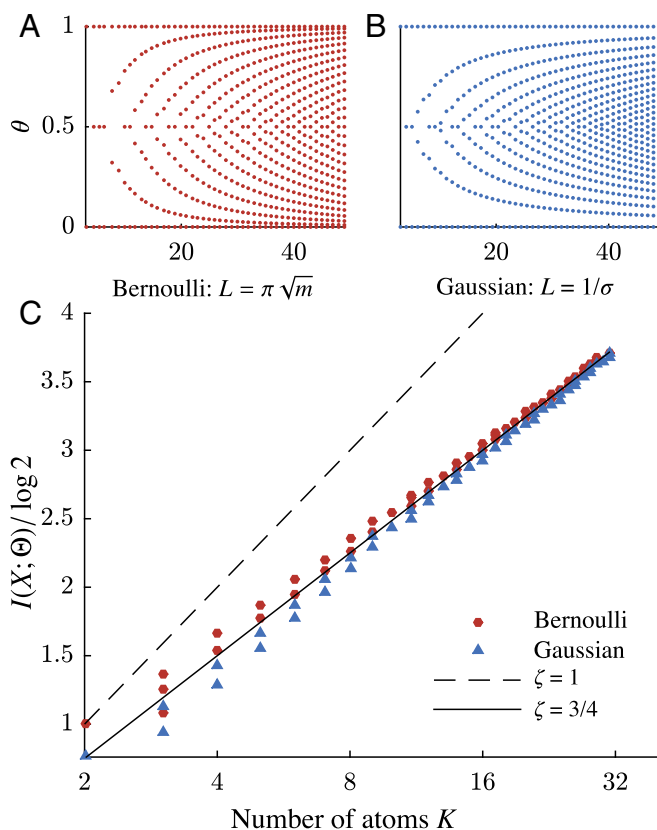 A
B
θ
1
0.5
0
20
40
20
40
Bernoulli: L = π √m
Gaussian: L = 1/σ
C
I(X; Θ)/ log 2
4
3.5
3
2.5
2
1.5
1
Bernoulli
Gaussian
ζ = 1
ζ = 3/4
2
4
8
16
32
Number of atoms K